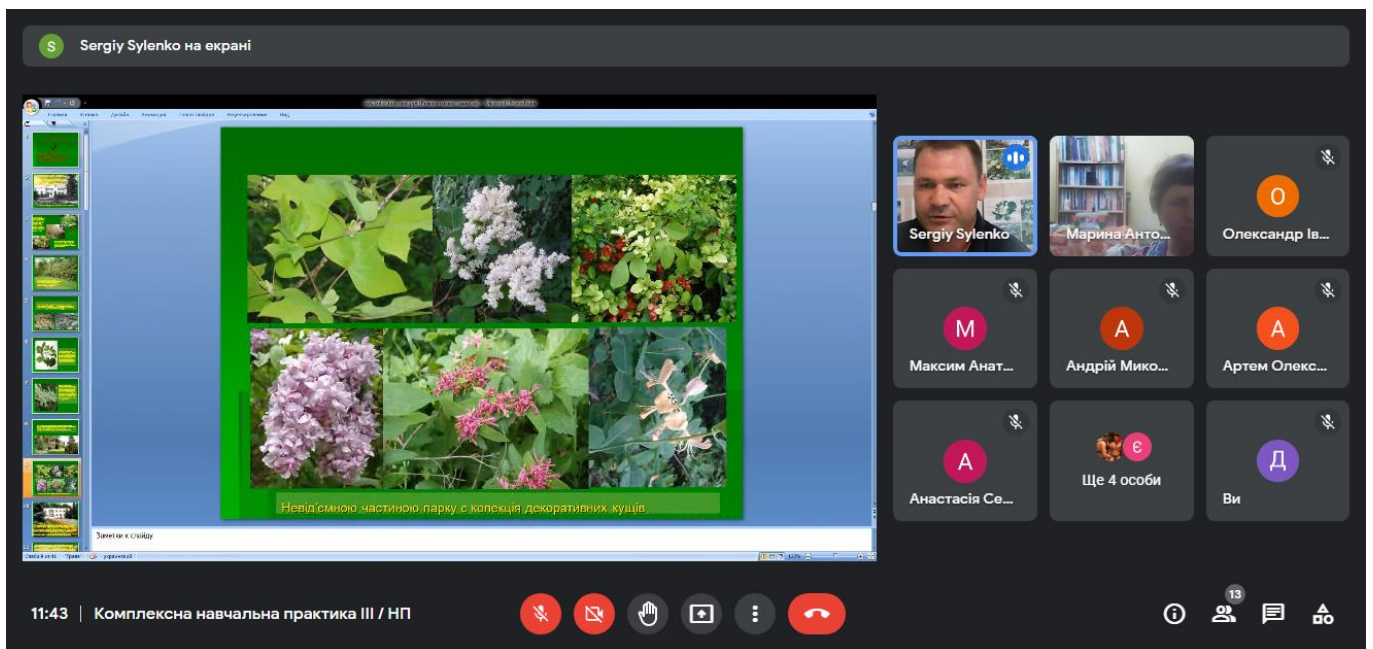 S
Sergiy Sylenko на екрані
Невід'ємною частиною парку є колекція декоративних кущів
Заметки к слайду
Sergiy Sylenko
Марина Анто...
О
Олександр Ів...
М
Максим Анат...
А
Андрій Мико...
А
Артем Олекс...
А
Анастасія Се...
Є
Ще 4 особи
Д
Ви
11:43 | Комплексна навчальна практика ІІІ / НП
13